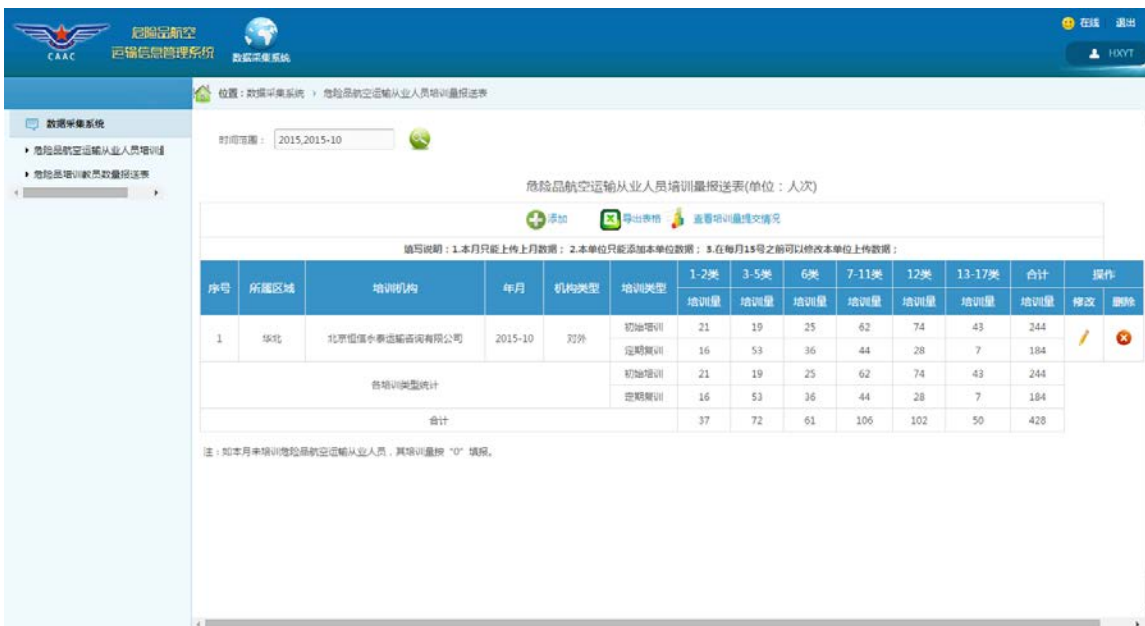 危险品航空
运输信息管理系统
CAAC
数据采集系统
在线 退出
HXYT
位置：数据采集系统 › 危险品航空运输从业人员培训量报送表
数据采集系统
危险品航空运输从业人员培训量
危险品培训教员数量报送表
时间范围： 2015,2015-10
危险品航空运输从业人员培训量报送表(单位：人次)
添加 导出表格 查看培训量提交情况
填写说明：1.本月只能上传上月数据； 2.本单位只能添加本单位数据； 3.在每月15号之前可以修改本单位上传数据；
序号 所属区域 培训机构 年月 机构类型 培训类型 1-2类 3-5类 6类 7-11类 12类 13-17类 合计 操作
培训量 培训量 培训量 培训量 培训量 培训量 培训量 修改 删除
1 华北 北京恒信永泰运输咨询有限公司 2015-10 对外 初始培训 21 19 25 62 74 43 244
定期复训 16 53 36 44 28 7 184
各培训类型统计 初始培训 21 19 25 62 74 43 244
定期复训 16 53 36 44 28 7 184
合计 37 72 61 106 102 50 428
注：如本月未培训危险品航空运输从业人员，其培训量按 "0" 填报。